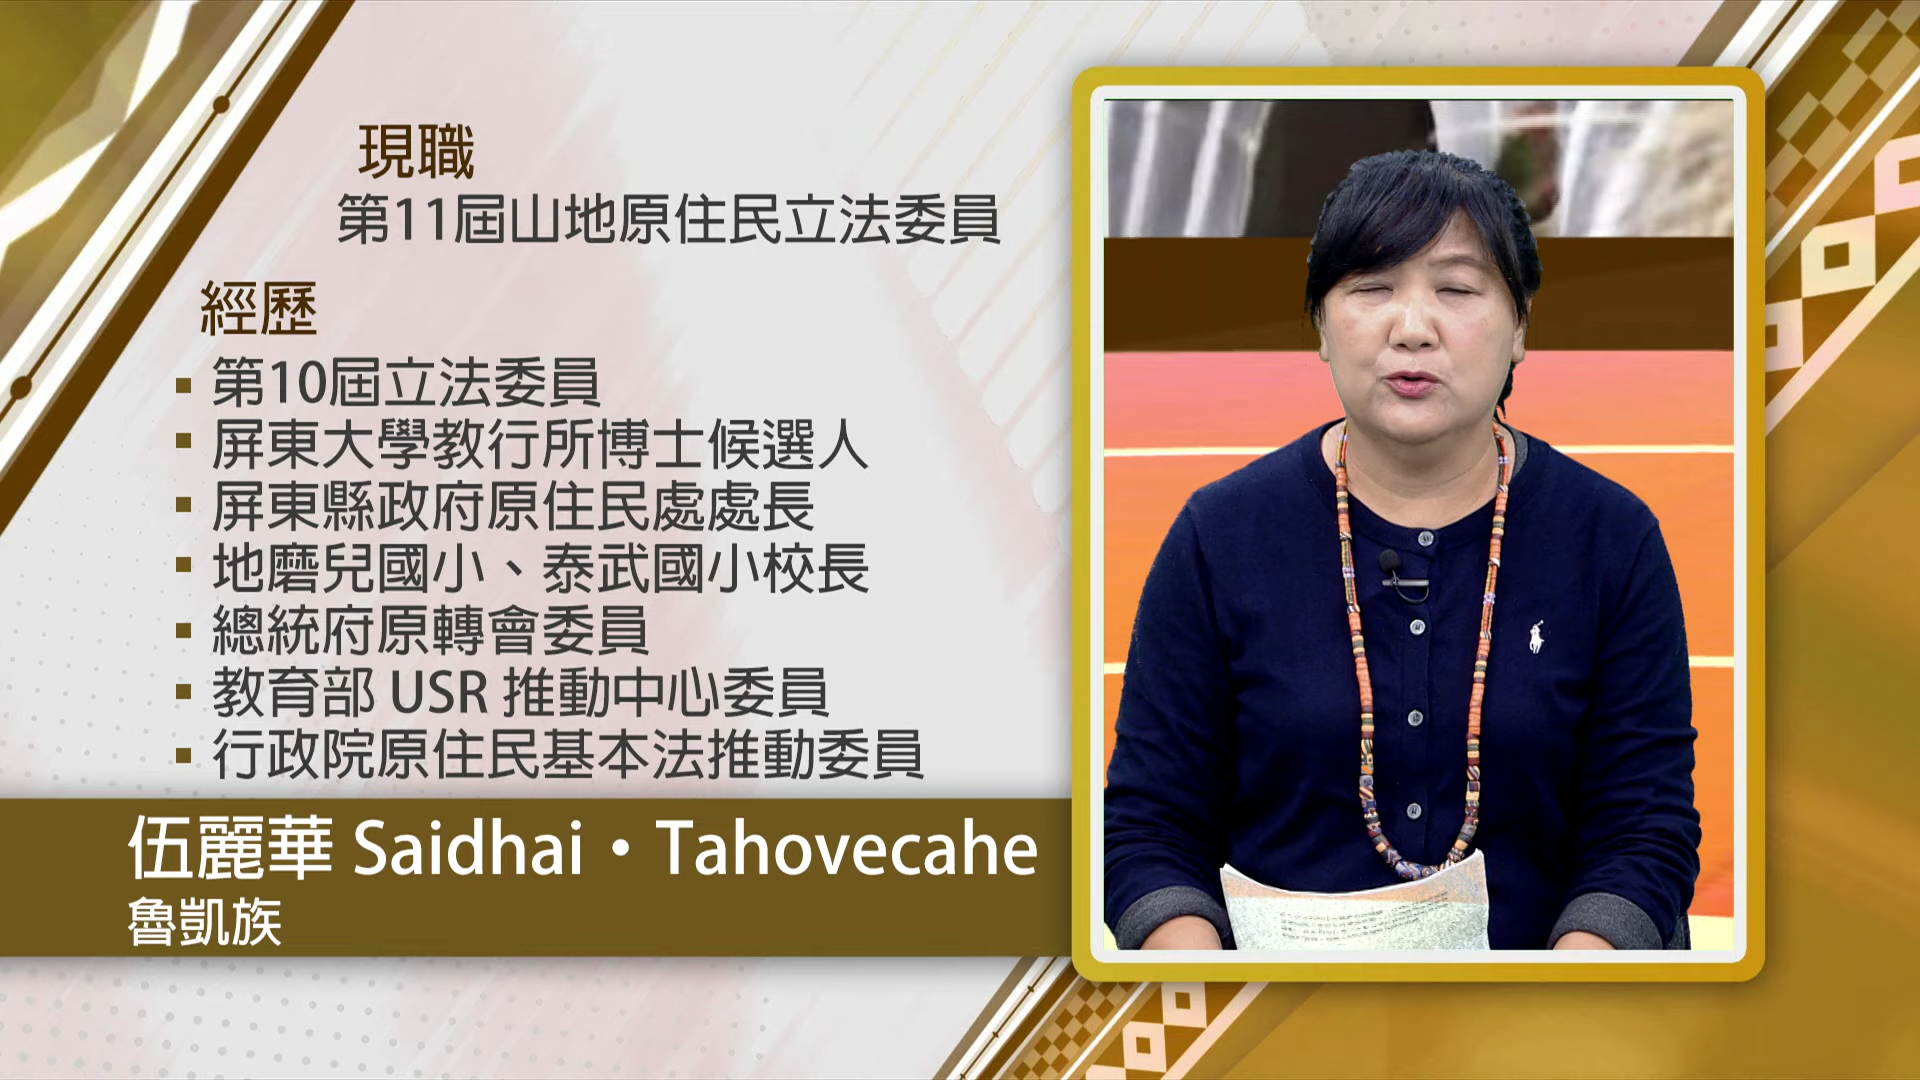 現職
第11屆山地原住民立法委員
經歷
第10屆立法委員
屏東大學教行所博士候選人
屏東縣政府原住民處處長
地磨兒國小、泰武國小校長
總統府原轉會委員
教育部 USR 推動中心委員
行政院原住民基本法推動委員
伍麗華 Saidhai・Tahovecahe
魯凱族